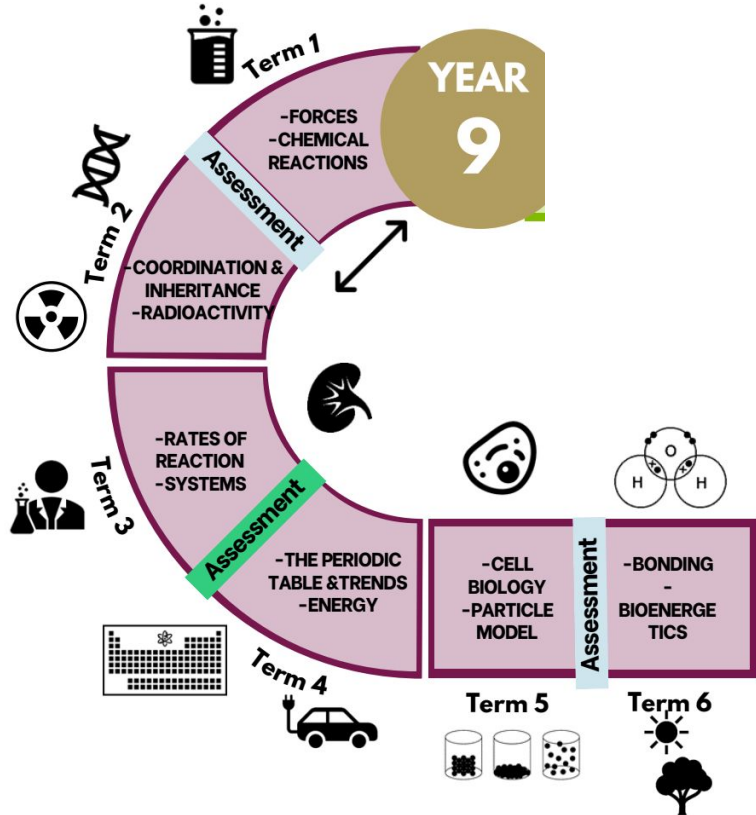 YEAR
9
Term 1
-FORCES
-CHEMICAL
REACTIONS
Assessment
Term 2
-COORDINATION &
INHERITANCE
-RADIOACTIVITY
Term 3
-RATES OF
REACTION
-SYSTEMS
Assessment
-THE PERIODIC
TABLE &TRENDS
-ENERGY
Term 4
-CELL
BIOLOGY
-PARTICLE
MODEL
Term 5
Assessment
-BONDING
-
BIOENERGE
TICS
Term 6
O
H
H
x
x